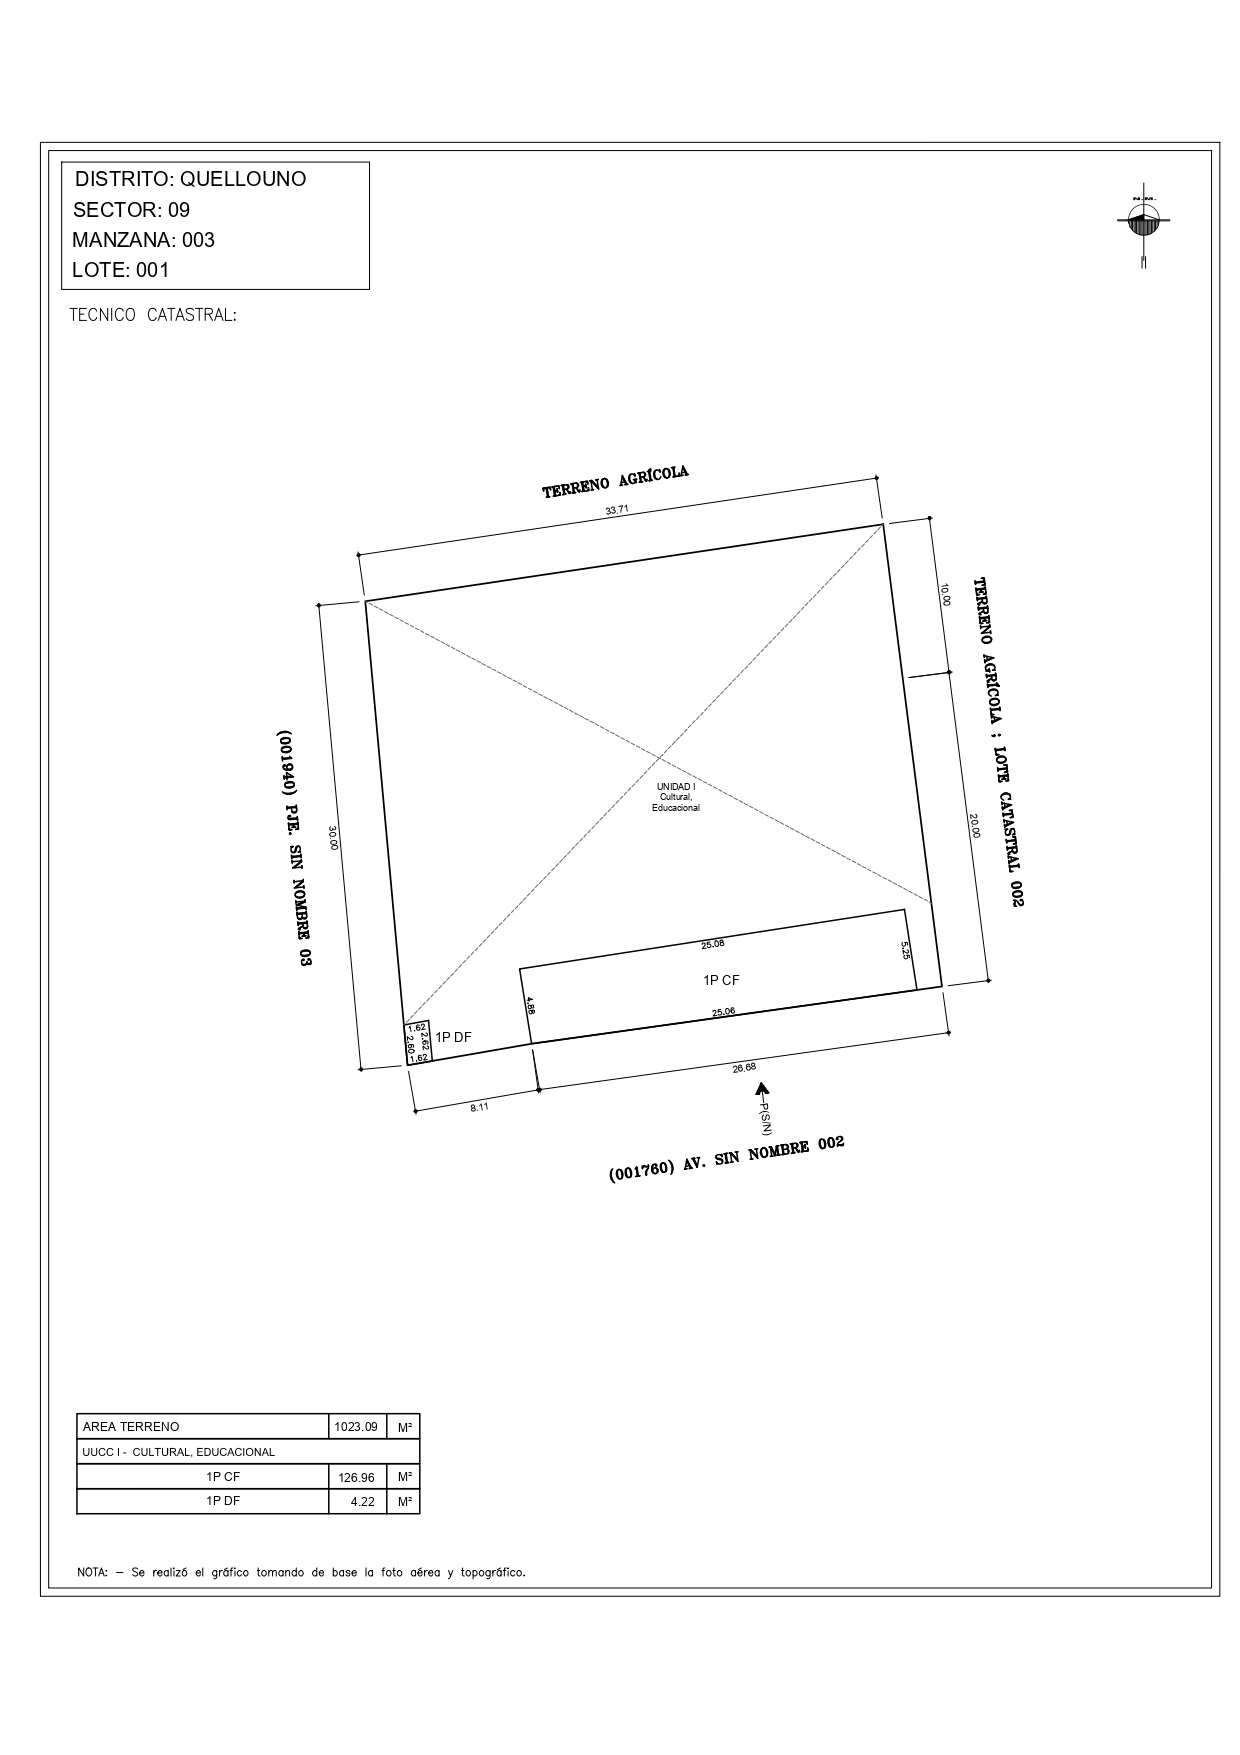 DISTRITO: QUELLOUNO
SECTOR: 09
MANZANA: 003
LOTE: 001
N.M.
TECNICO CATASTRAL:
TERRENO AGRÍCOLA
33.71
10.00
TERRENO AGRÍCOLA ; LOTE CATASTRAL 002
20.00
(001940) PJE. SIN NOMBRE 03
30.00
UNIDAD I
Cultural,
Educacional
25.08
5.25
1P CF
4.88
25.06
1.62
2.60
2.62
1.62
1P DF
26.68
8.11
P(S/N)
(001760) AV. SIN NOMBRE 002
AREA TERRENO 1023.09 M²
UUCC I - CULTURAL, EDUCACIONAL
1P CF 126.96 M²
1P DF 4.22 M²
NOTA: – Se realizó el gráfico tomando de base la foto aérea y topográfico.